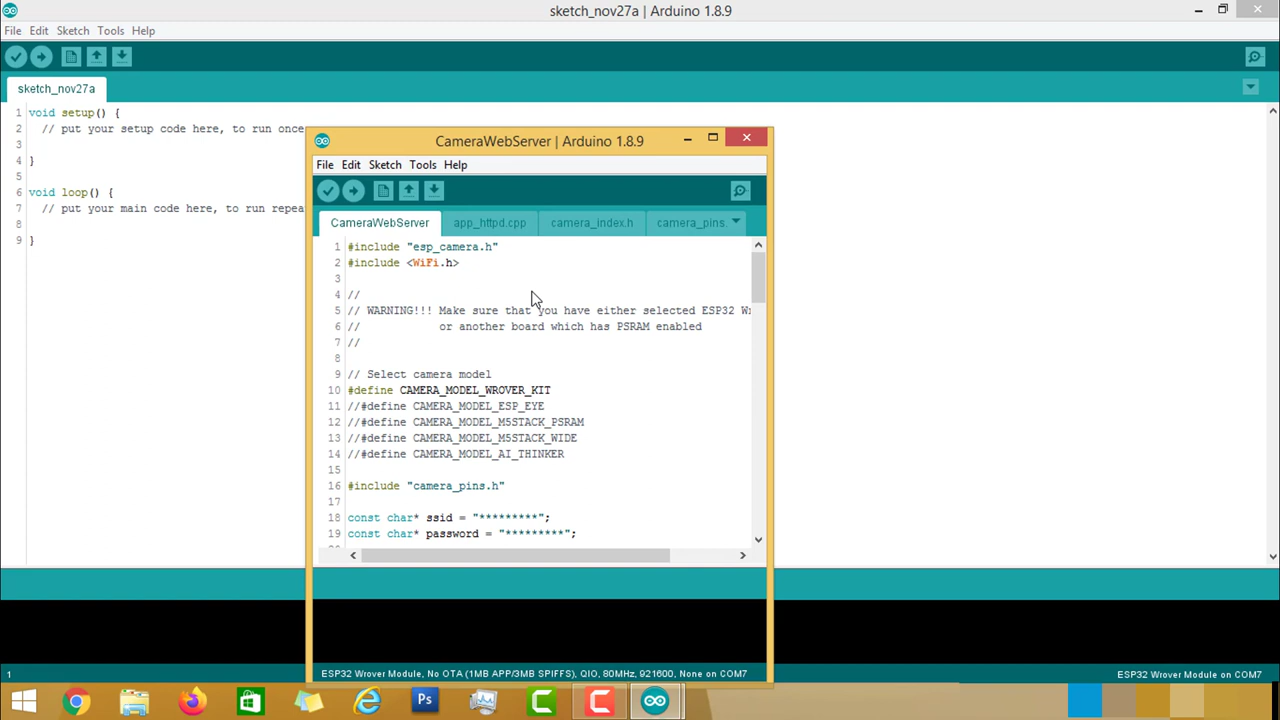 sketch_nov27a | Arduino 1.8.9
File Edit Sketch Tools Help
sketch_nov27a
1 void setup() {
2 // put your setup code here, to run once
3
4 }
5
6 void loop() {
7 // put your main code here, to run repea
8
9 }
CameraWebServer | Arduino 1.8.9
File Edit Sketch Tools Help
CameraWebServer app_httpd.cpp camera_index.h camera_pins.
1 #include "esp_camera.h"
2 #include <WiFi.h>
3
4 //
5 // WARNING!!! Make sure that you have either selected ESP32 Wr
6 // or another board which has PSRAM enabled
7 //
8
9 // Select camera model
10 #define CAMERA_MODEL_WROVER_KIT
11 //#define CAMERA_MODEL_ESP_EYE
12 //#define CAMERA_MODEL_M5STACK_PSRAM
13 //#define CAMERA_MODEL_M5STACK_WIDE
14 //#define CAMERA_MODEL_AI_THINKER
15
16 #include "camera_pins.h"
17
18 const char* ssid = "*********";
19 const char* password = "*********";
ESP32 Wrover Module, No OTA (1MB APP/3MB SPIFFS), QIO, 80MHz, 921600, None on COM7
1
ESP32 Wrover Module on COM7
Ps